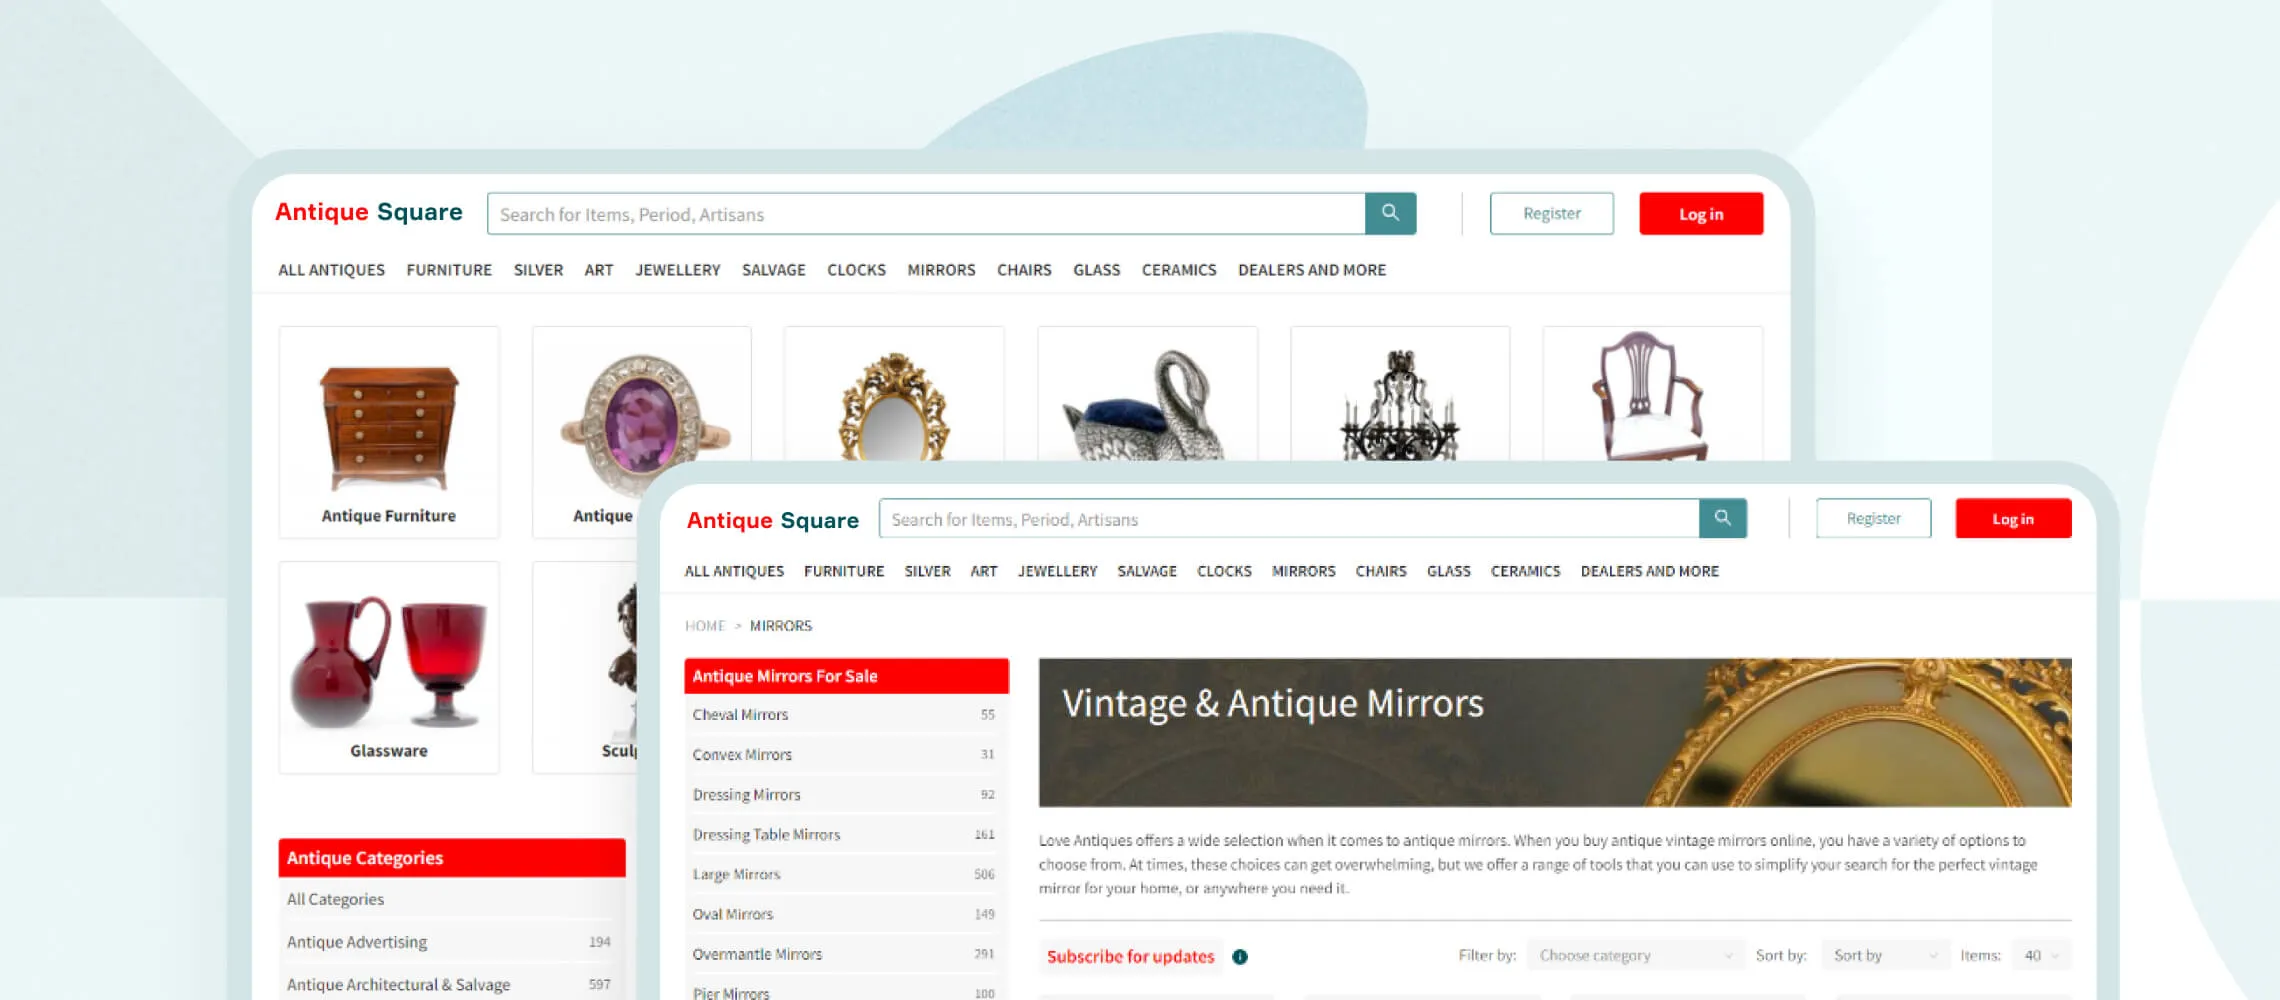 Antique Square
Search for Items, Period, Artisans
Register
Log in
ALL ANTIQUES FURNITURE SILVER ART JEWELLERY SALVAGE CLOCKS MIRRORS CHAIRS GLASS CERAMICS DEALERS AND MORE
Antique Furniture
Antique
Glassware
Antique Categories
All Categories
Antique Advertising 194
Antique Architectural & Salvage 597
Antique Square
Search for Items, Period, Artisans
Register
Log in
ALL ANTIQUES FURNITURE SILVER ART JEWELLERY SALVAGE CLOCKS MIRRORS CHAIRS GLASS CERAMICS DEALERS AND MORE
HOME > MIRRORS
Antique Mirrors For Sale
Cheval Mirrors 55
Convex Mirrors 31
Dressing Mirrors 92
Dressing Table Mirrors 161
Large Mirrors 506
Oval Mirrors 149
Overmantle Mirrors 291
Pier Mirrors 100
Vintage & Antique Mirrors
Love Antiques offers a wide selection when it comes to antique mirrors. When you buy antique vintage mirrors online, you have a variety of options to
choose from. At times, these choices can get overwhelming, but we offer a range of tools that you can use to simplify your search for the perfect vintage
mirror for your home, or anywhere you need it.
Subscribe for updates
Filter by: Choose category Sort by: Sort by Items: 40